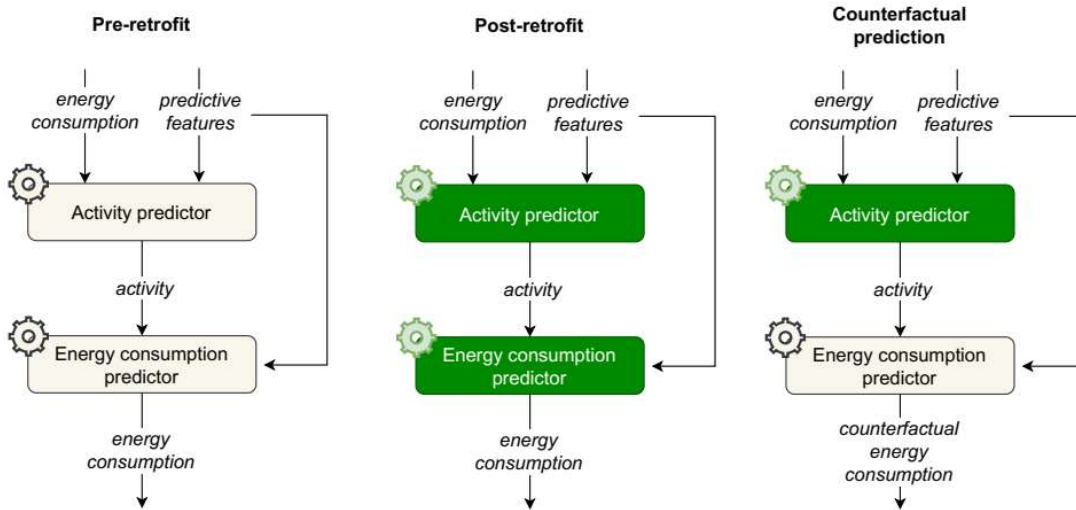 Pre-retrofit
energy
consumption
predictive
features
Activity predictor
activity
Energy consumption
predictor
energy
consumption
Post-retrofit
energy
consumption
predictive
features
Activity predictor
activity
Energy consumption
predictor
energy
consumption
Counterfactual
prediction
energy
consumption
predictive
features
Activity predictor
activity
Energy consumption
predictor
counterfactual
energy
consumption